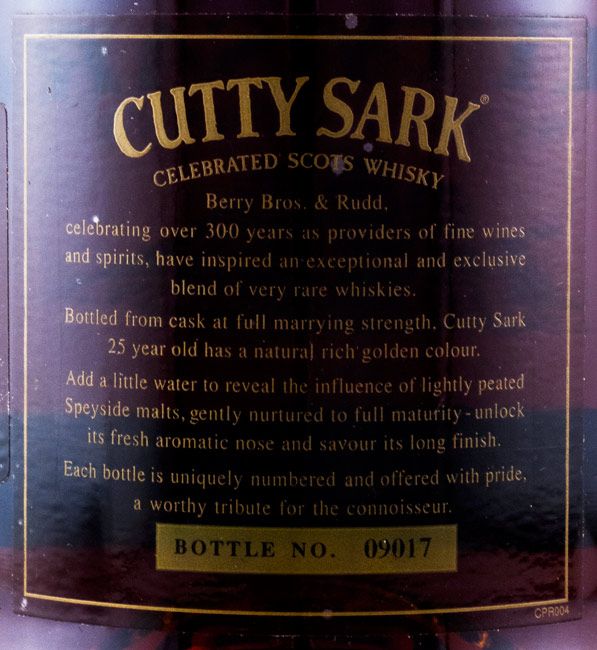 CUTTY SARK®
CELEBRATED SCOTS WHISKY
Berry Bros. & Rudd,
celebrating over 300 years as providers of fine wines
and spirits, have inspired an exceptional and exclusive
blend of very rare whiskies.
Bottled from cask at full marrying strength. Cutty Sark
25 year old has a natural rich golden colour.
Add a little water to reveal the influence of lightly peated
Speyside malts, gently nurtured to full maturity - unlock
its fresh aromatic nose and savour its long finish.
Each bottle is uniquely numbered and offered with pride,
a worthy tribute for the connoisseur.
BOTTLE NO. 09017
CPR004